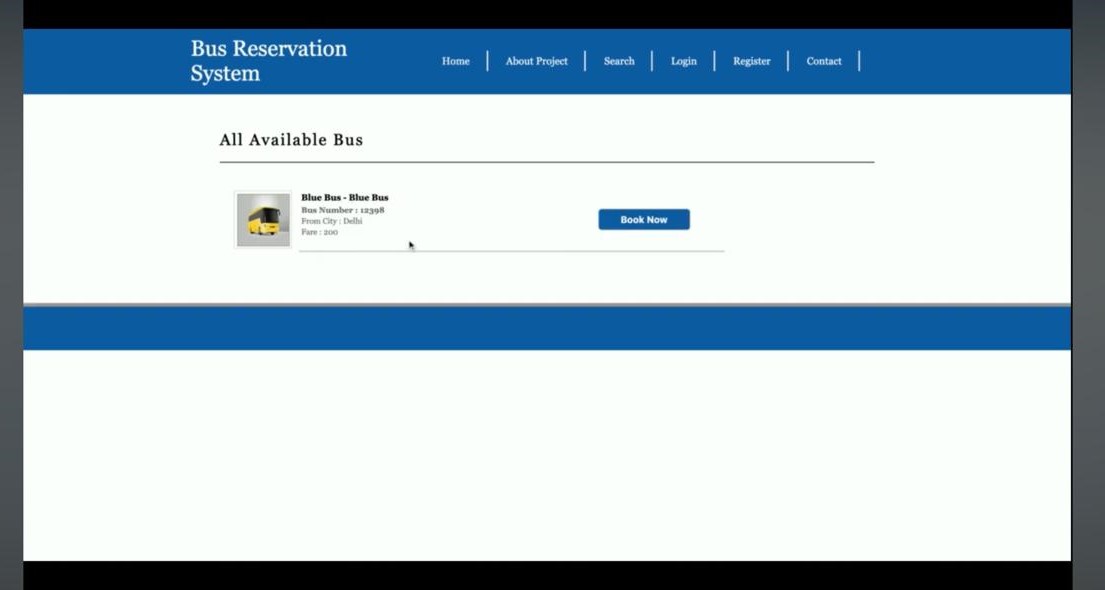 Bus Reservation
System
Home
About Project
Search
Login
Register
Contact
All Available Bus
Blue Bus - Blue Bus
Bus Number : 12398
From City : Delhi
Fare : 200
Book Now